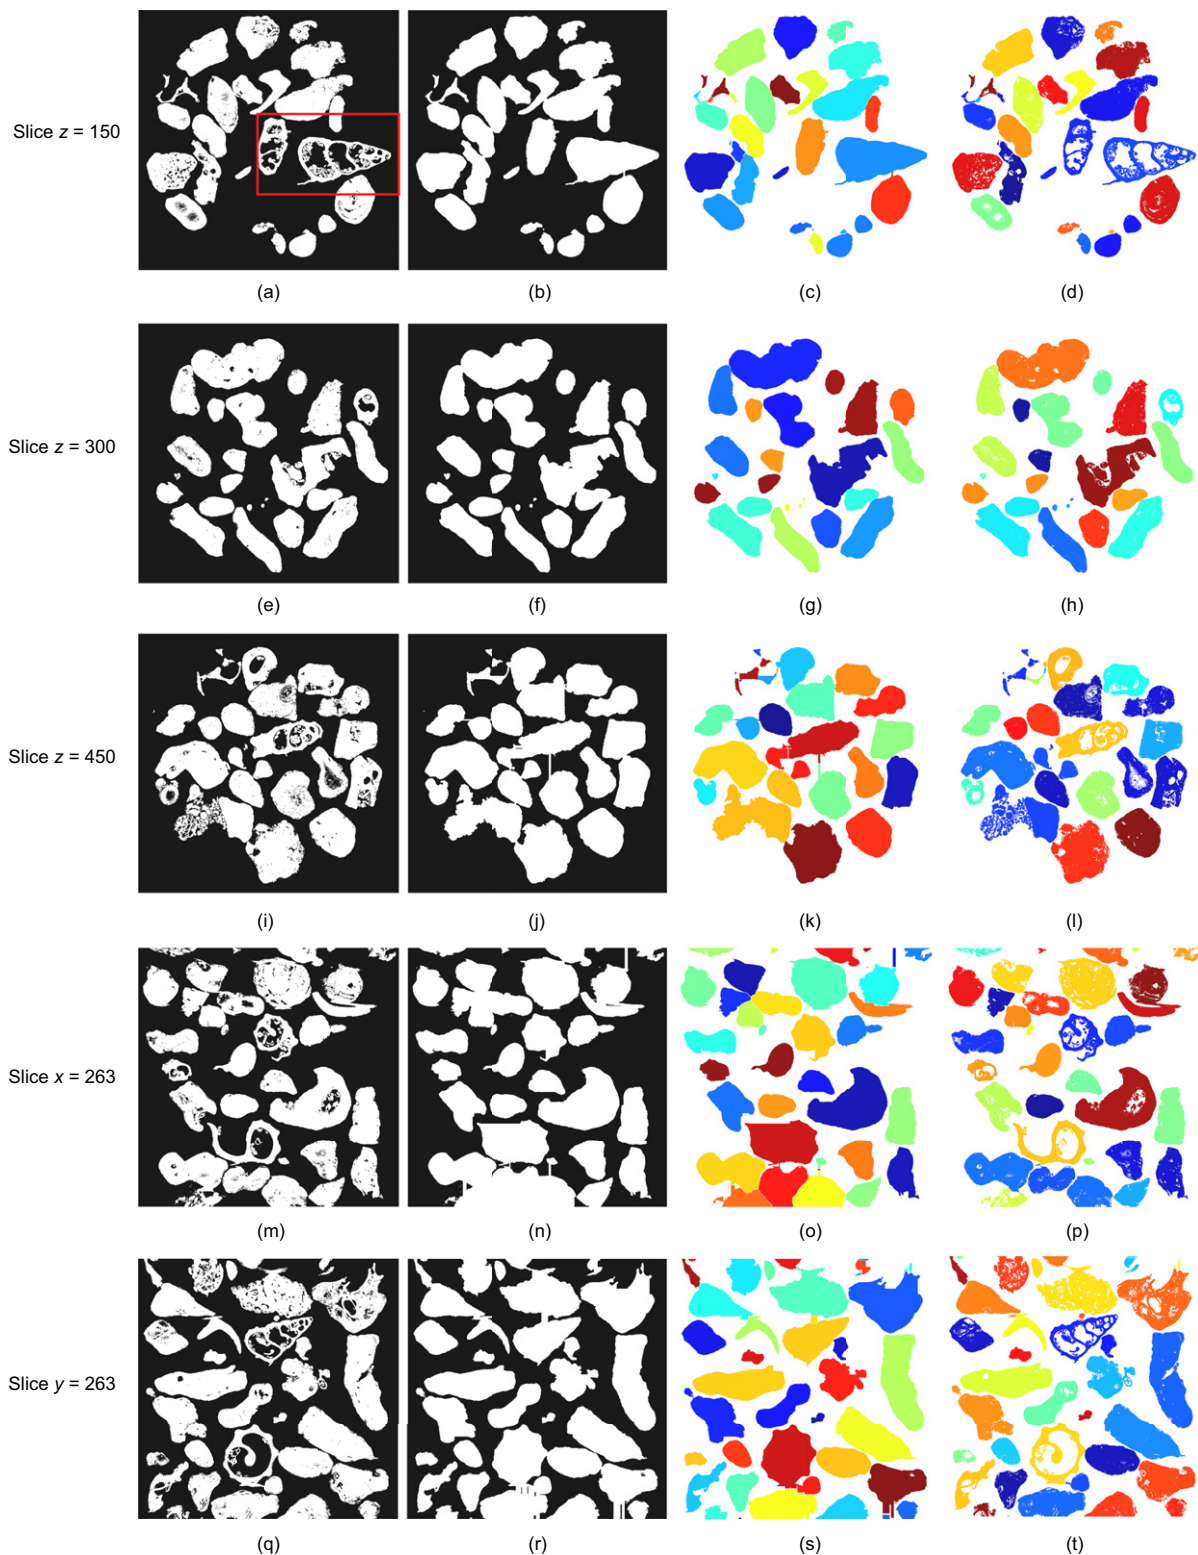 Slice z = 150
(a) (b) (c) (d)
Slice z = 300
(e) (f) (g) (h)
Slice z = 450
(i) (j) (k) (l)
Slice x = 263
(m) (n) (o) (p)
Slice y = 263
(q) (r) (s) (t)